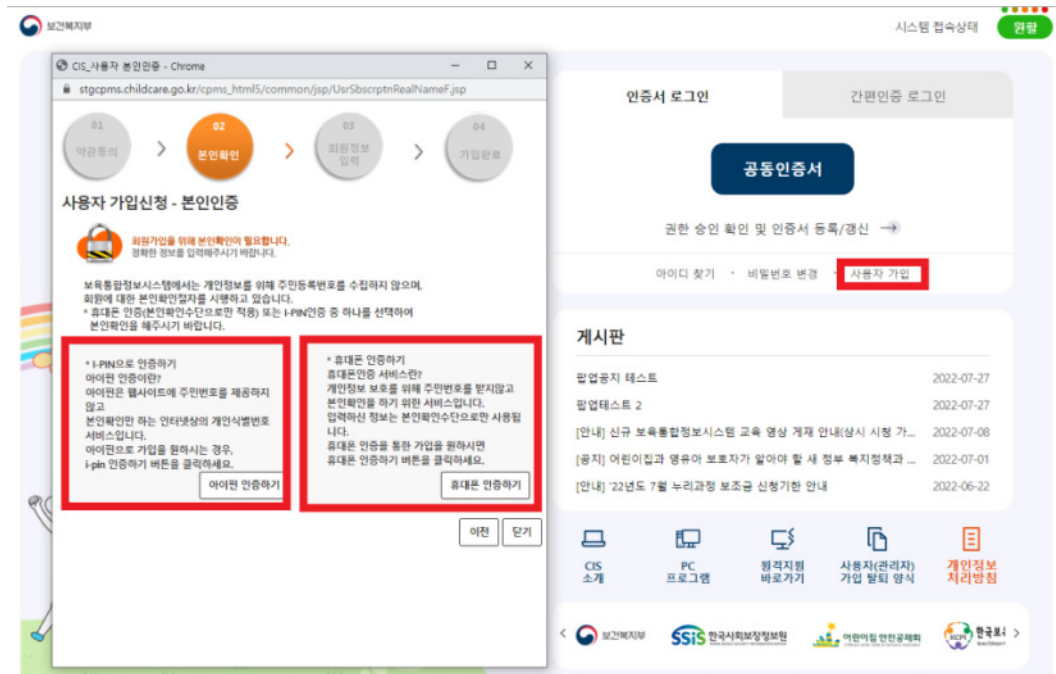 보건복지부
시스템 접속상태
원활
CIS_사용자 본인인증 - Chrome
stgcpms.childcare.go.kr/cpms_html5/common/jsp/UsrSbscrptnRealNameF.jsp
01
약관동의
02
본인확인
03
회원정보
입력
04
가입완료
사용자 가입신청 - 본인인증
회원가입을 위해 본인확인이 필요합니다.
정확한 정보를 입력해주시기 바랍니다.
보육통합정보시스템에서는 개인정보를 위해 주민등록번호를 수집하지 않으며,
회원에 대한 본인확인절차를 시행하고 있습니다.
* 휴대폰 인증(본인확인수단으로만 적용) 또는 I-PIN인증 중 하나를 선택하여
본인확인을 해주시기 바랍니다.
* I-PIN으로 인증하기
아이핀 인증이란?
아이핀은 웹사이트에 주민번호를 제공하지
않고
본인확인만 하는 인터넷상의 개인식별번호
서비스입니다.
아이핀으로 가입을 원하시는 경우,
i-pin 인증하기 버튼을 클릭하세요.
아이핀 인증하기
* 휴대폰 인증하기
휴대폰인증 서비스란?
개인정보 보호를 위해 주민번호를 받지않고
본인확인을 하기 위한 서비스입니다.
입력하신 정보는 본인확인수단으로만 사용됩
니다.
휴대폰 인증을 통한 가입을 원하시면
휴대폰 인증하기 버튼을 클릭하세요.
휴대폰 인증하기
이전
닫기
인증서 로그인
간편인증 로그인
공동인증서
권한 승인 확인 및 인증서 등록/갱신
아이디 찾기 · 비밀번호 변경 · 사용자 가입
게시판
팝업공지 테스트 2022-07-27
팝업테스트 2 2022-07-27
[안내] 신규 보육통합정보시스템 교육 영상 게재 안내(상시 시청 가... 2022-07-08
[공지] 어린이집과 영유아 보호자가 알아야 할 새 정부 복지정책과 ... 2022-07-01
[안내] '22년도 7월 누리과정 보조금 신청기한 안내 2022-06-22
CIS
소개
PC
프로그램
원격지원
바로가기
사용자(관리자)
가입 탈퇴 양식
개인정보
처리방침
보건복지부
SSiS 한국사회보장정보원
어린이집안전공제회
KCPI 한국보